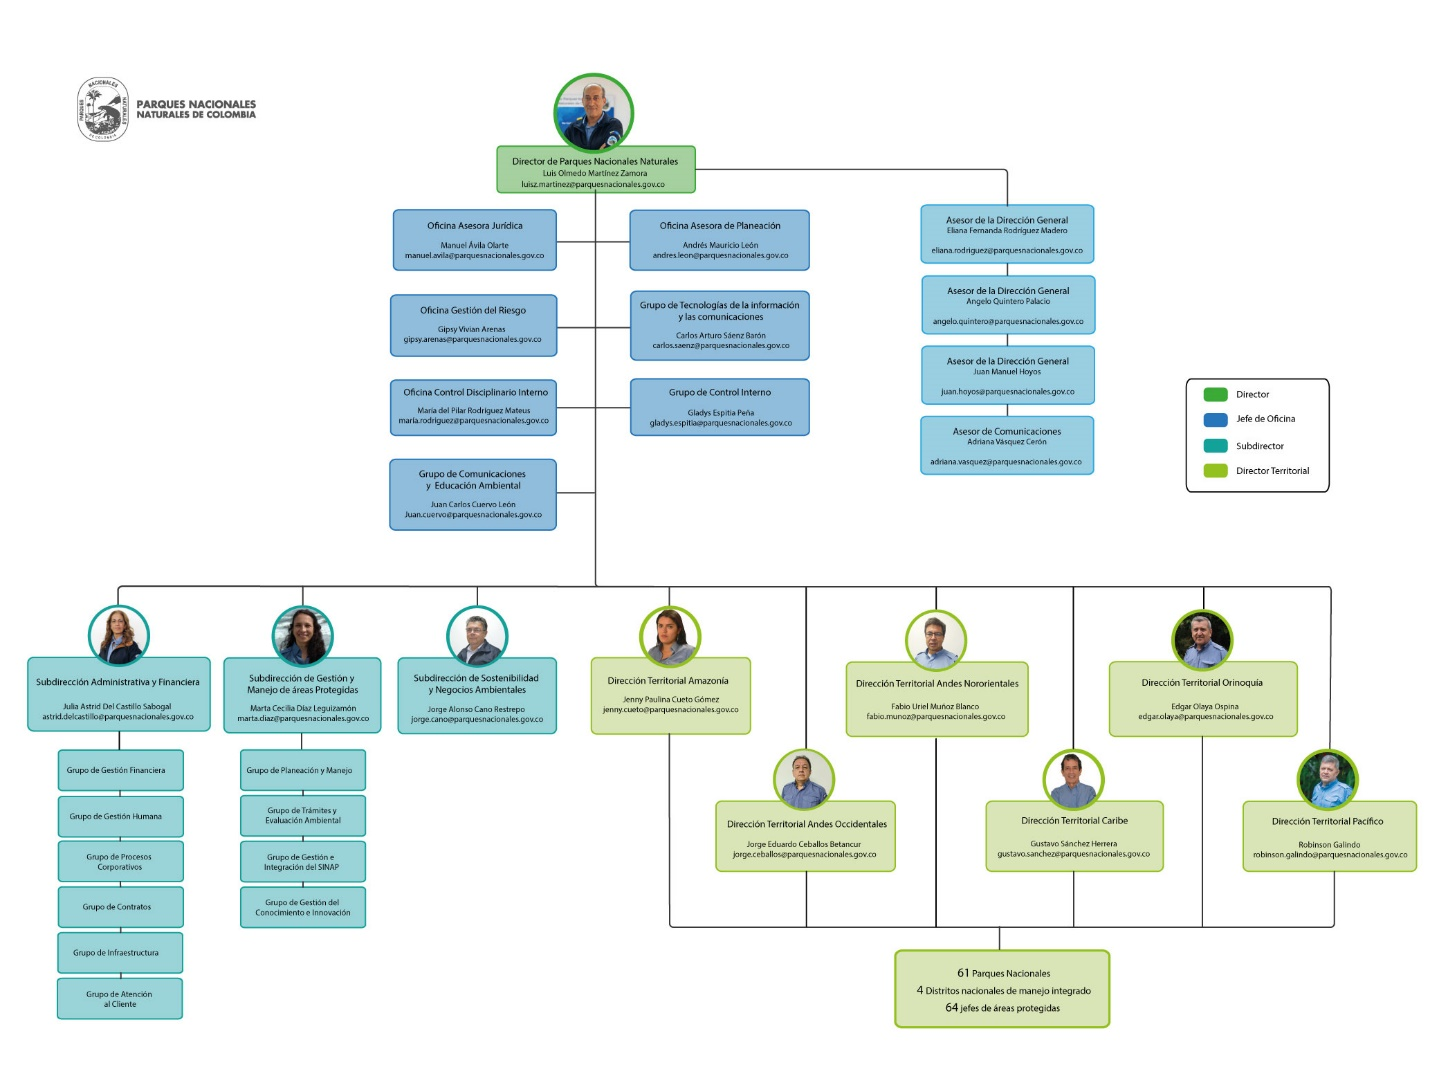 NACIONALES
PARQUES
NATURALES
DE COLOMBIA
PARQUES NACIONALES
NATURALES DE COLOMBIA
Director de Parques Nacionales Naturales
Luis Olmedo Martínez Zamora
luisz.martinez@parquesnacionales.gov.co
Oficina Asesora Jurídica
Manuel Ávila Olarte
manuel.avila@parquesnacionales.gov.co
Oficina Asesora de Planeación
Andrés Mauricio León
andres.leon@parquesnacionales.gov.co
Oficina Gestión del Riesgo
Gipsy Vivian Arenas
gipsy.arenas@parquesnacionales.gov.co
Grupo de Tecnologías de la información
y las comunicaciones
Carlos Arturo Sáenz Barón
carlos.saenz@parquesnacionales.gov.co
Oficina Control Disciplinario Interno
María del Pilar Rodríguez Mateus
maria.rodriguez@parquesnacionales.gov.co
Grupo de Control Interno
Gladys Espitia Peña
gladys.espitia@parquesnacionales.gov.co
Grupo de Comunicaciones
y Educación Ambiental
Juan Carlos Cuervo León
Juan.cuervo@parquesnacionales.gov.co
Asesor de la Dirección General
Eliana Fernanda Rodríguez Madero
eliana.rodriguez@parquesnacionales.gov.co
Asesor de la Dirección General
Angelo Quintero Palacio
angelo.quintero@parquesnacionales.gov.co
Asesor de la Dirección General
Juan Manuel Hoyos
juan.hoyos@parquesnacionales.gov.co
Asesor de Comunicaciones
Adriana Vásquez Cerón
adriana.vasquez@parquesnacionales.gov.co
Director
Jefe de Oficina
Subdirector
Director Territorial
Subdirección Administrativa y Financiera
Julia Astrid Del Castillo Sabogal
astrid.delcastillo@parquesnacionales.gov.co
Grupo de Gestión Financiera
Grupo de Gestión Humana
Grupo de Procesos
Corporativos
Grupo de Contratos
Grupo de Infraestructura
Grupo de Atención
al Cliente
Subdirección de Gestión y
Manejo de áreas Protegidas
Marta Cecilia Díaz Leguizamón
marta.diaz@parquesnacionales.gov.co
Grupo de Planeación y Manejo
Grupo de Trámites y
Evaluación Ambiental
Grupo de Gestión e
Integración del SINAP
Grupo de Gestión del
Conocimiento e Innovación
Subdirección de Sostenibilidad
y Negocios Ambientales
Jorge Alonso Cano Restrepo
jorge.cano@parquesnacionales.gov.co
Dirección Territorial Amazonía
Jenny Paulina Cueto Gómez
jenny.cueto@parquesnacionales.gov.co
Dirección Territorial Andes Occidentales
Jorge Eduardo Ceballos Betancur
jorge.ceballos@parquesnacionales.gov.co
Dirección Territorial Andes Nororientales
Fabio Uriel Muñoz Blanco
fabio.munoz@parquesnacionales.gov.co
Dirección Territorial Caribe
Gustavo Sánchez Herrera
gustavo.sanchez@parquesnacionales.gov.co
Dirección Territorial Orinoquía
Edgar Olaya Ospina
edgar.olaya@parquesnacionales.gov.co
Dirección Territorial Pacífico
Robinson Galindo
robinson.galindo@parquesnacionales.gov.co
61 Parques Nacionales
4 Distritos nacionales de manejo integrado
64 jefes de áreas protegidas